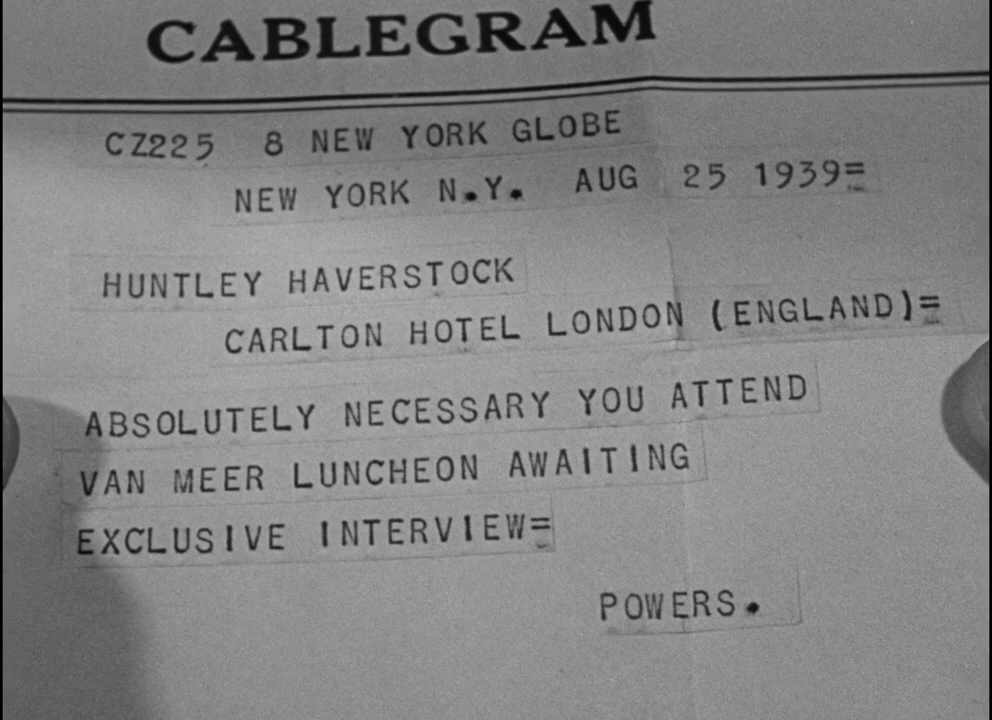 CABLEGRAM
CZ225 8 NEW YORK GLOBE
NEW YORK N.Y. AUG 25 1939=
HUNTLEY HAVERSTOCK
CARLTON HOTEL LONDON (ENGLAND)=
ABSOLUTELY NECESSARY YOU ATTEND
VAN MEER LUNCHEON AWAITING
EXCLUSIVE INTERVIEW=
POWERS.